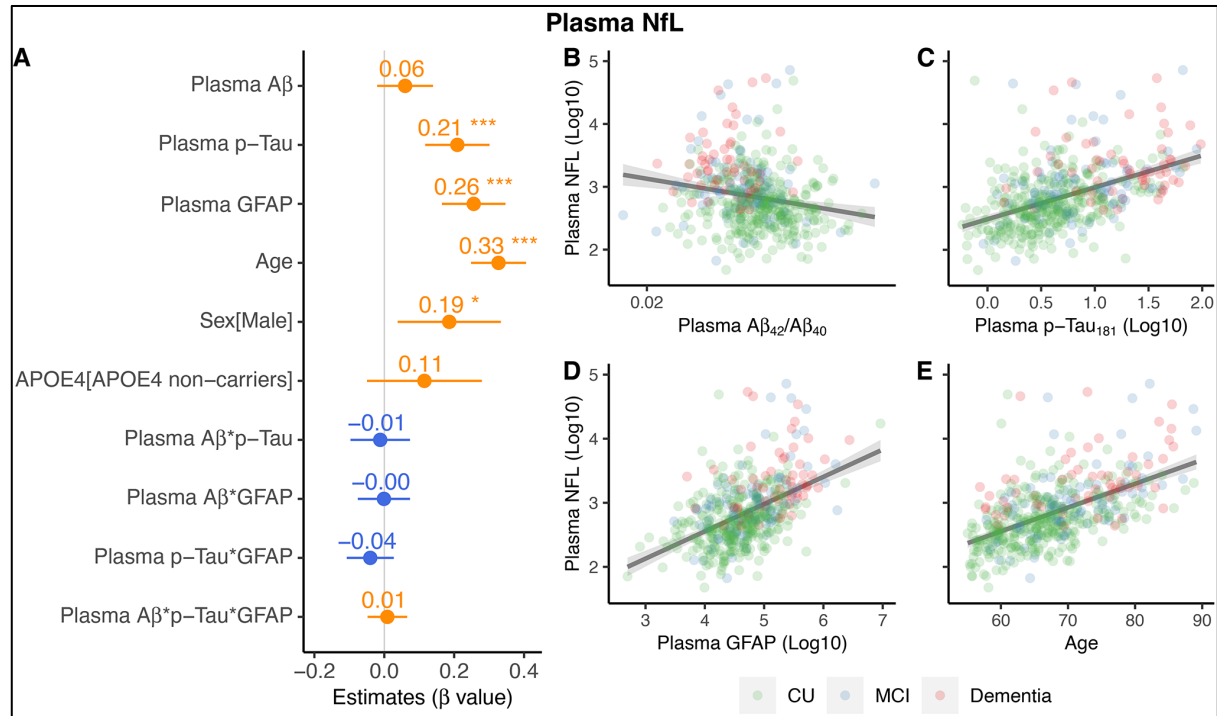 Plasma NfL
A
Plasma Aβ
Plasma p−Tau
Plasma GFAP
Age
Sex[Male]
APOE4[APOE4 non−carriers]
Plasma Aβ*p−Tau
Plasma Aβ*GFAP
Plasma p−Tau*GFAP
Plasma Aβ*p−Tau*GFAP
0.06
0.21 ***
0.26 ***
0.33 ***
0.19 *
0.11
−0.01
−0.00
−0.04
0.01
−0.2 0.0 0.2 0.4
Estimates (β value)
B
5
4
3
2
Plasma NFL (Log10)
0.02
Plasma Aβ₄₂/Aβ₄₀
C
0.0 0.5 1.0 1.5 2.0
Plasma p−Tau₁₈₁ (Log10)
D
5
4
3
2
Plasma NFL (Log10)
3 4 5 6 7
Plasma GFAP (Log10)
E
60 70 80 90
Age
CU MCI Dementia